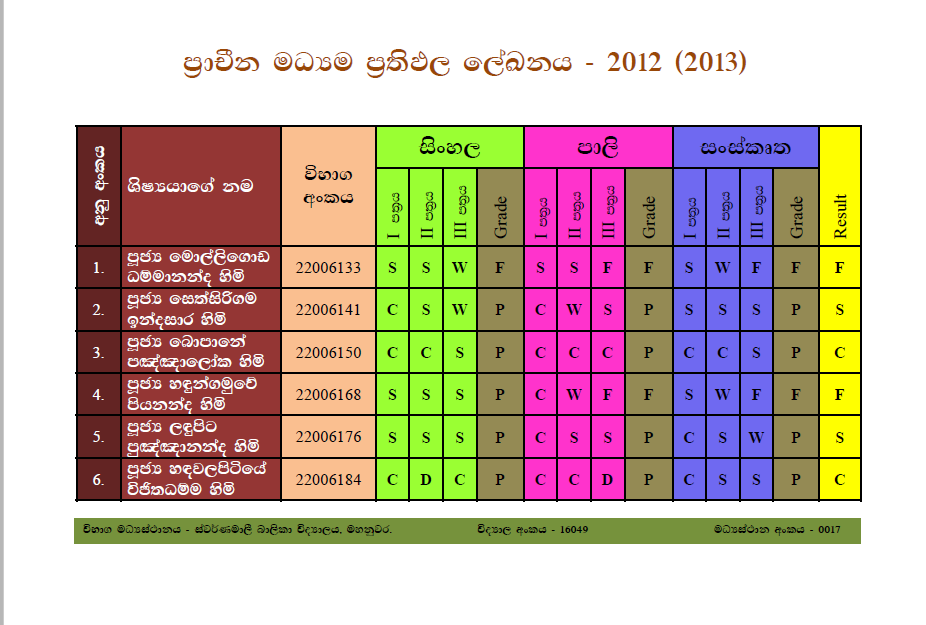 ප්‍රාචීන මධ්‍යම ප්‍රතිඵල ලේඛනය - 2012 (2013)
අනු අංකය ශිෂ්‍යයාගේ නම විභාග අංකය සිංහල පාලි සංස්කෘත Result
I පත්‍රය II පත්‍රය III පත්‍රය Grade I පත්‍රය II පත්‍රය III පත්‍රය Grade I පත්‍රය II පත්‍රය III පත්‍රය Grade
1. පූජ්‍ය මොල්ලිගොඩ ධම්මානන්ද හිමි 22006133 S S W F S S F F S W F F F
2. පූජ්‍ය සෙත්සිරිගම ඉන්දසාර හිමි 22006141 C S W P C W S P S S S P S
3. පූජ්‍ය බොපානේ පඤ්ඤාලෝක හිමි 22006150 C C S P C C C P C C S P C
4. පූජ්‍ය හඳුන්ගමුවේ පියනන්ද හිමි 22006168 S S S P C W F F S W F F F
5. පූජ්‍ය ලඳුපිට පුඤ්ඤානන්ද හිමි 22006176 S S S P C S S P C S W P S
6. පූජ්‍ය හඳවලපිටියේ විජිතධම්ම හිමි 22006184 C D C P C C D P C S S P C
විභාග මධ්‍යස්ථානය - ස්වර්ණමාලී බාලිකා විද්‍යාලය, මහනුවර. විද්‍යාල අංකය - 16049 මධ්‍යස්ථාන අංකය - 0017